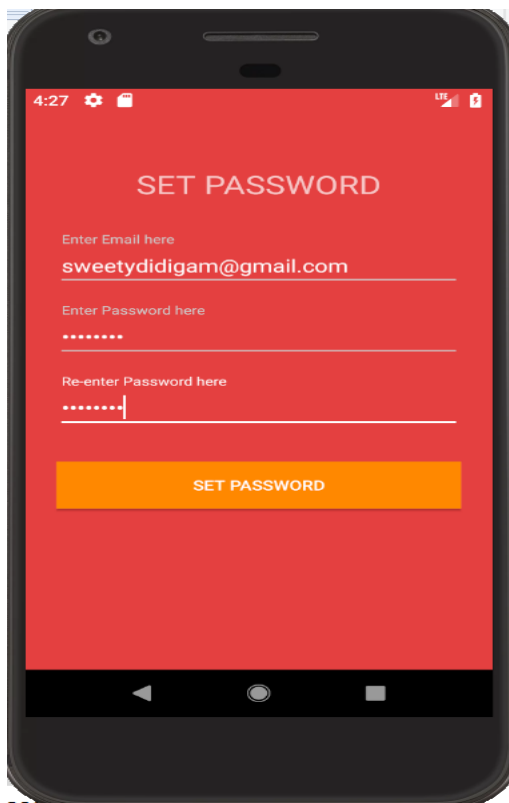 4:27
LTE
SET PASSWORD
Enter Email here
sweetydidigam@gmail.com
Enter Password here
••••••••
Re-enter Password here
••••••••
SET PASSWORD